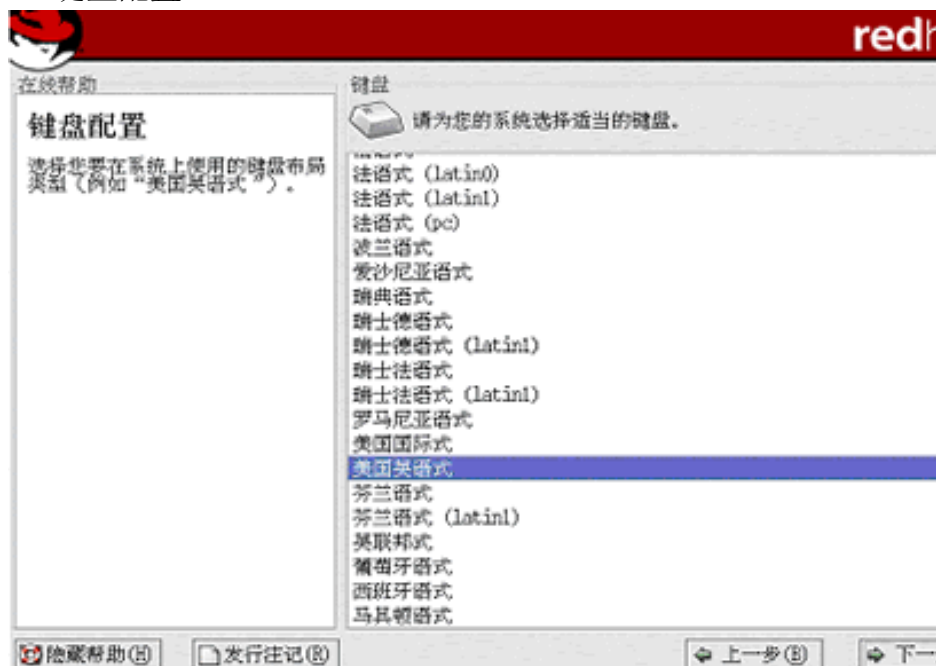 redh
在线帮助
键盘配置
选择您要在系统上使用的键盘布局
类型（例如“美国英语式”）。
键盘
请为您的系统选择适当的键盘。
法语式 (latin0)
法语式 (latin1)
法语式 (pc)
波兰语式
爱沙尼亚语式
瑞典语式
瑞士德语式
瑞士德语式 (latin1)
瑞士法语式
瑞士法语式 (latin1)
罗马尼亚语式
美国国际式
美国英语式
芬兰语式
芬兰语式 (latin1)
英联邦式
葡萄牙语式
西班牙语式
马其顿语式
隐藏帮助(H)
发行注记(R)
上一步(B)
下一